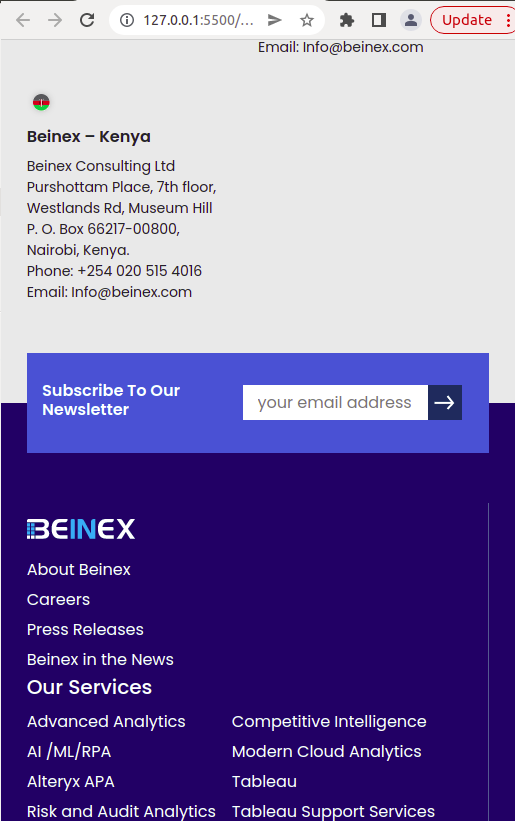 127.0.0.1:5500/...
Update
Email: Info@beinex.com
Beinex – Kenya
Beinex Consulting Ltd
Purshottam Place, 7th floor,
Westlands Rd, Museum Hill
P. O. Box 66217-00800,
Nairobi, Kenya.
Phone: +254 020 515 4016
Email: Info@beinex.com
Subscribe To Our
Newsletter
your email address
BEINEX
About Beinex
Careers
Press Releases
Beinex in the News
Our Services
Advanced Analytics
Competitive Intelligence
AI /ML/RPA
Modern Cloud Analytics
Alteryx APA
Tableau
Risk and Audit Analytics
Tableau Support Services